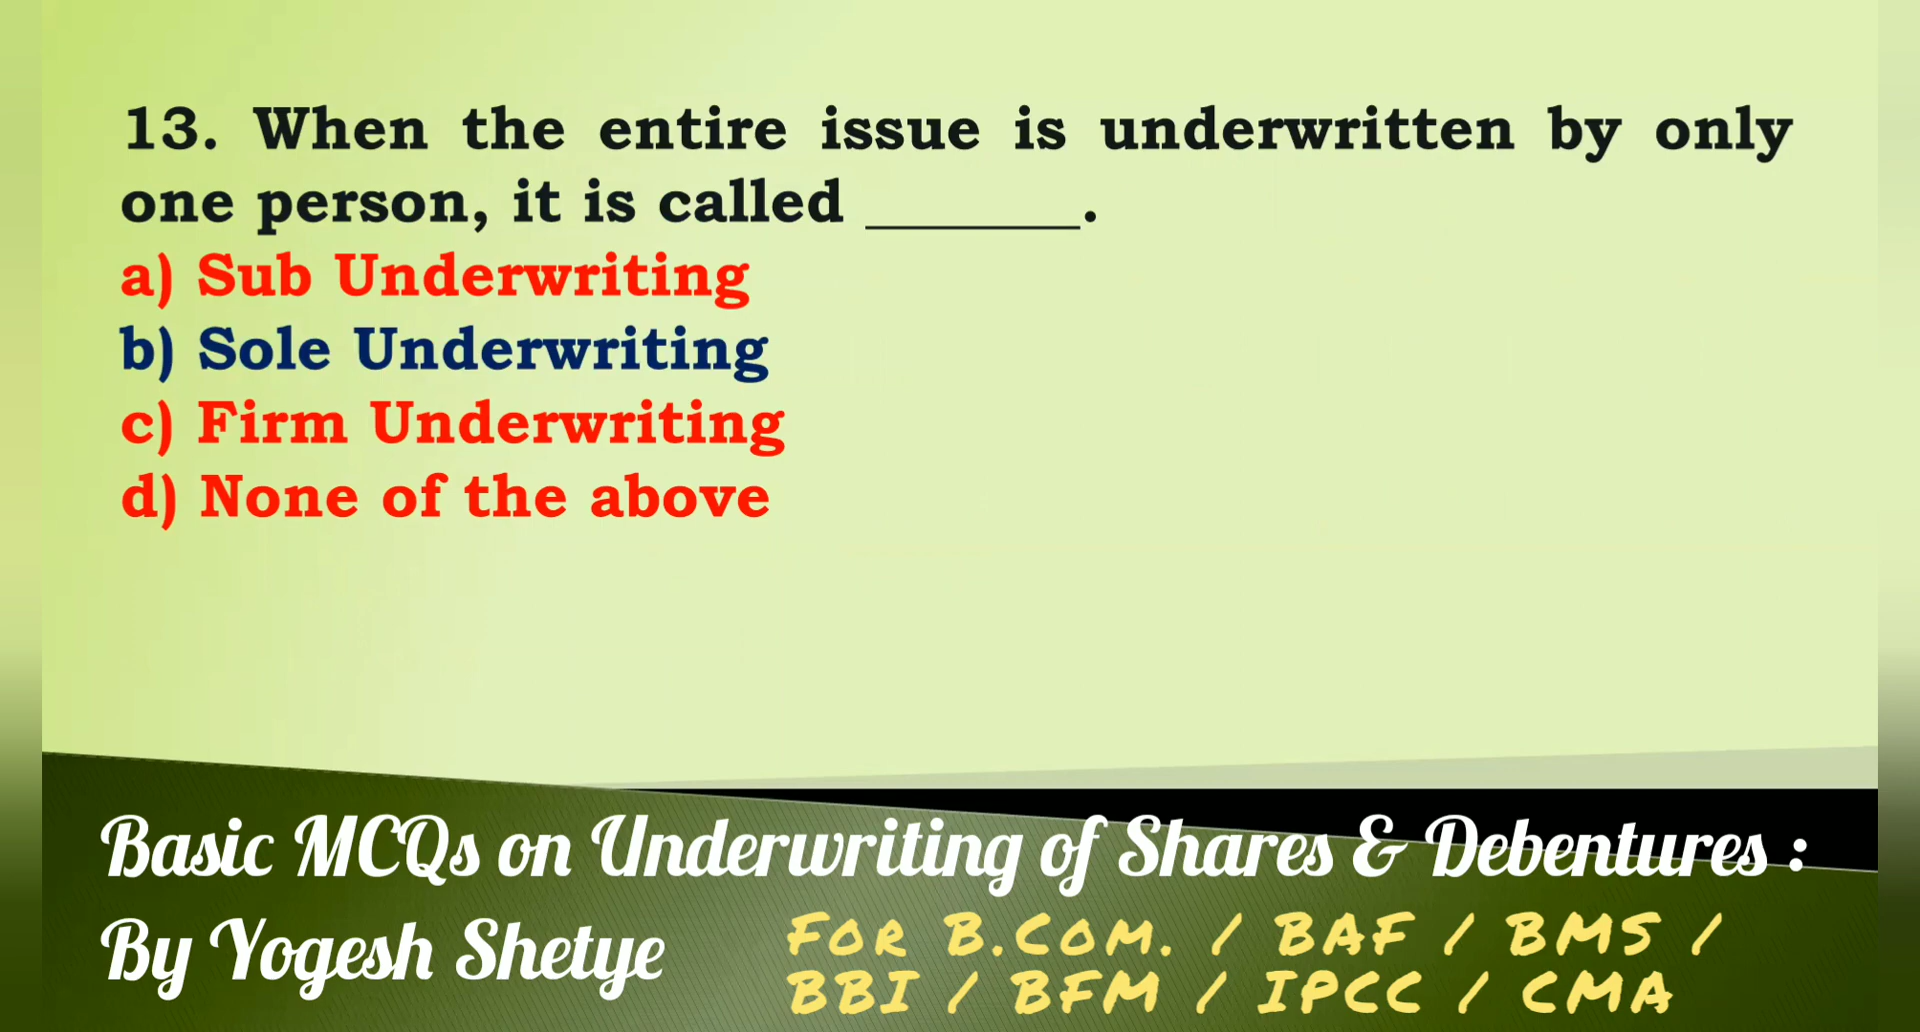 13. When the entire issue is underwritten by only
one person, it is called ________.
a) Sub Underwriting
b) Sole Underwriting
c) Firm Underwriting
d) None of the above
Basic MCQs on Underwriting of Shares & Debentures :
By Yogesh Shetye
FOR B.COM. / BAF / BMS /
BBI / BFM / IPCC / CMA